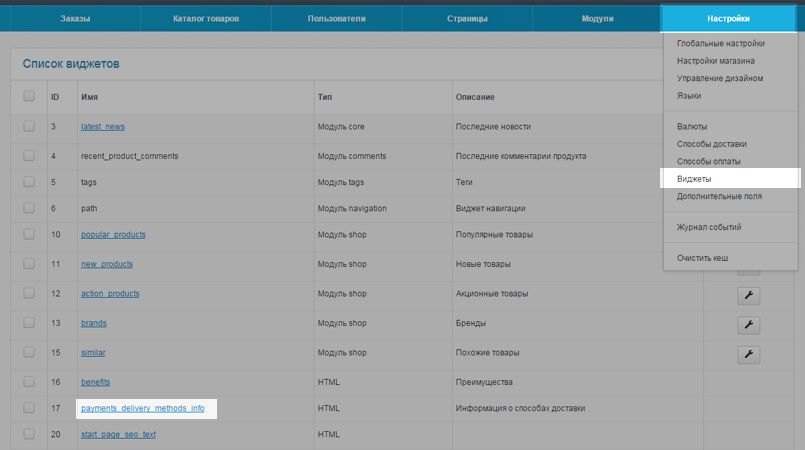 Заказы Каталог товаров Пользователи Страницы Модули Настройки
Список виджетов
ID Имя Тип Описание
3 latest_news Модуль core Последние новости
4 recent_product_comments Модуль comments Последние комментарии продукта
5 tags Модуль tags Теги
6 path Модуль navigation Виджет навигации
10 popular_products Модуль shop Популярные товары
11 new_products Модуль shop Новые товары
12 action_products Модуль shop Акционные товары
13 brands Модуль shop Бренды
15 similar Модуль shop Похожие товары
16 benefits HTML Преимущества
17 payments_delivery_methods_info HTML Информация о способах доставки
20 start_page_seo_text HTML
Глобальные настройки
Настройки магазина
Управление дизайном
Языки
Валюты
Способы доставки
Способы оплаты
Виджеты
Дополнительные поля
Журнал событий
Очистить кеш